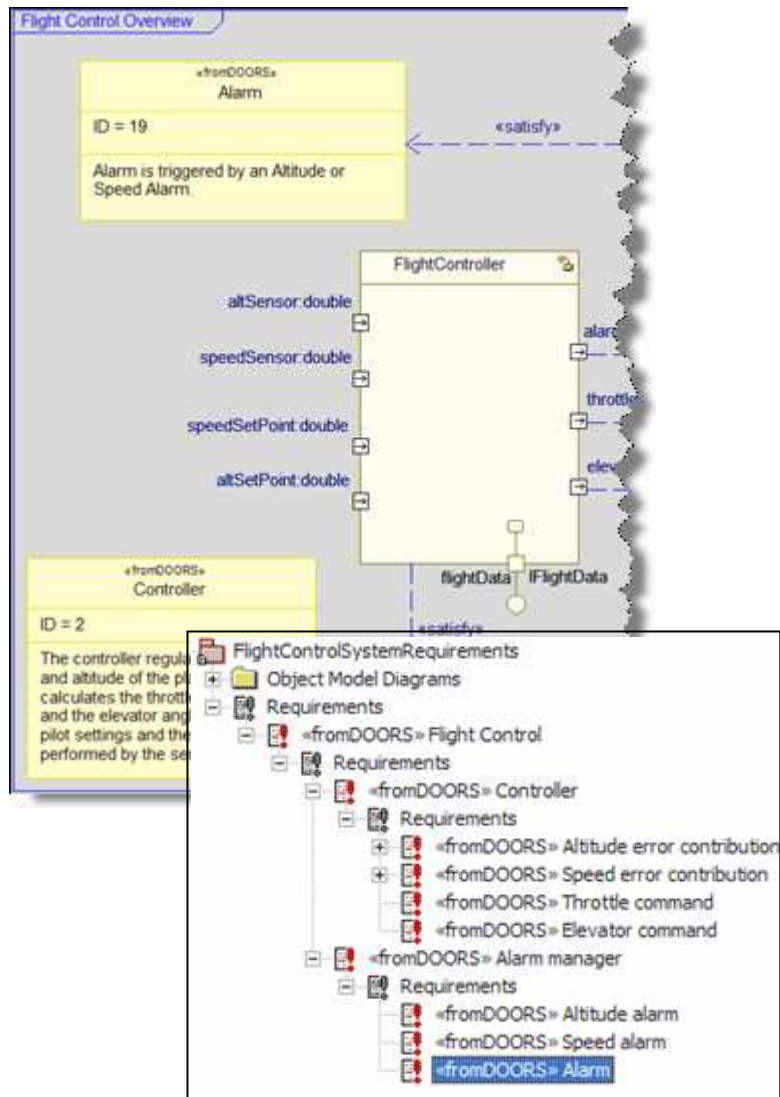 Flight Control Overview
«fromDOORS»
Alarm
ID = 19
«satisfy»
Alarm is triggered by an Altitude or
Speed Alarm.
FlightController
altSensor:double
speedSensor:double
alar
speedSetPoint:double
throttle
altSetPoint:double
elev
flightData
IFlightData
«fromDOORS»
Controller
ID = 2
«satisfy»
The controller regula
and altitude of the pl
calculates the throttl
and the elevator ang
pilot settings and the
performed by the se
FlightControlSystemRequirements
Object Model Diagrams
Requirements
«fromDOORS» Flight Control
Requirements
«fromDOORS» Controller
Requirements
«fromDOORS» Altitude error contribution
«fromDOORS» Speed error contribution
«fromDOORS» Throttle command
«fromDOORS» Elevator command
«fromDOORS» Alarm manager
Requirements
«fromDOORS» Altitude alarm
«fromDOORS» Speed alarm
«fromDOORS» Alarm